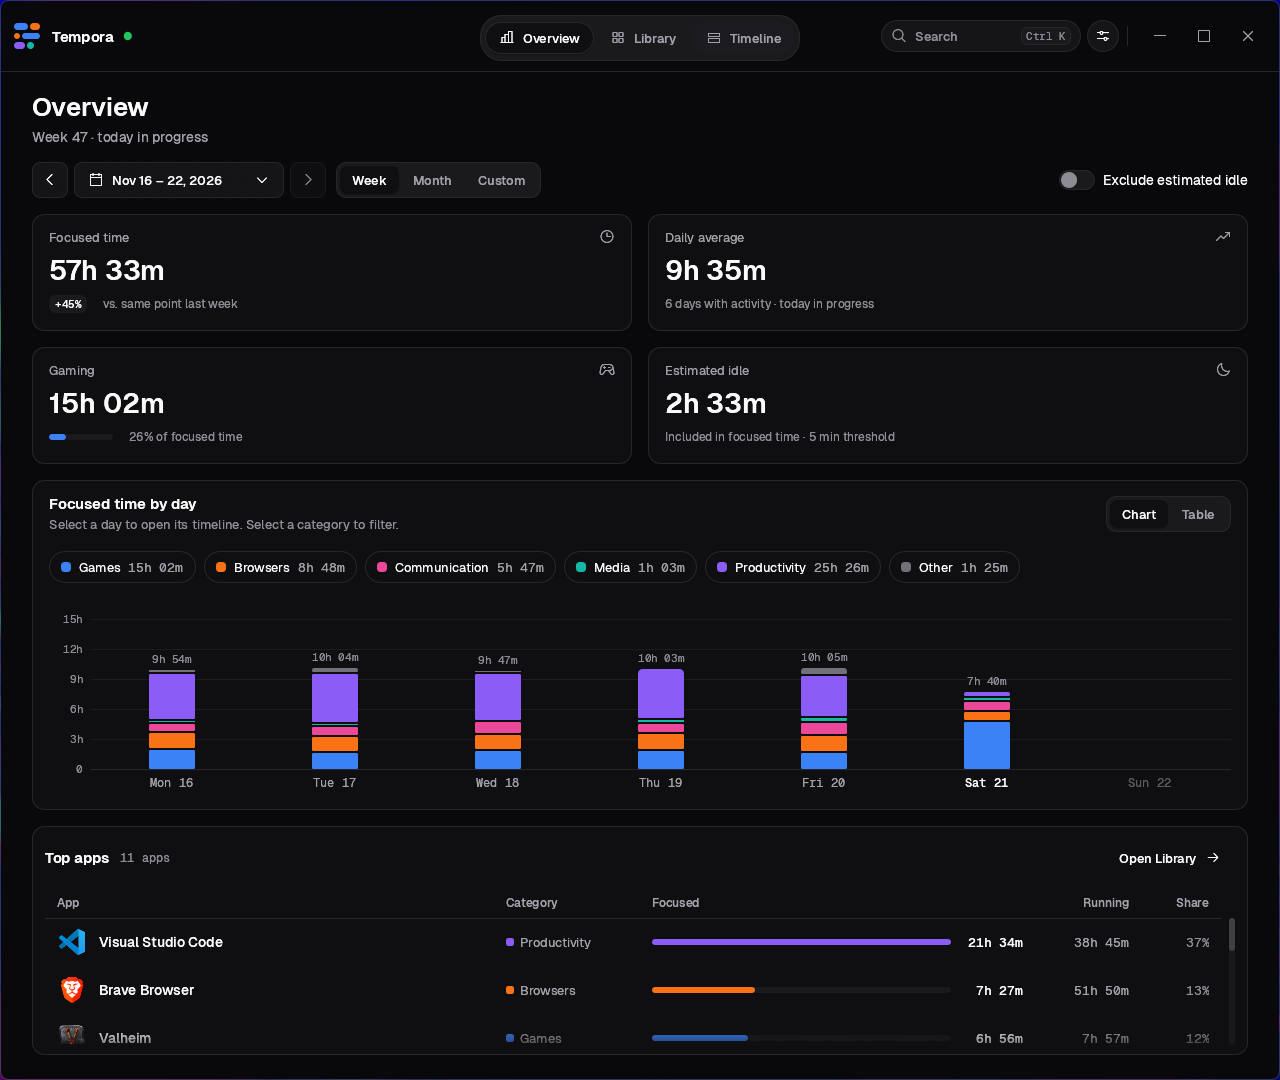 Tempora
Overview
Library
Timeline
Search
Ctrl K
Overview
Week 47 · today in progress
Nov 16 – 22, 2026
Week
Month
Custom
Exclude estimated idle
Focused time
57h 33m
+45% vs. same point last week
Daily average
9h 35m
6 days with activity · today in progress
Gaming
15h 02m
26% of focused time
Estimated idle
2h 33m
Included in focused time · 5 min threshold
Focused time by day
Select a day to open its timeline. Select a category to filter.
Chart
Table
Games 15h 02m
Browsers 8h 48m
Communication 5h 47m
Media 1h 03m
Productivity 25h 26m
Other 1h 25m
15h
12h
9h
6h
3h
0
9h 54m
10h 04m
9h 47m
10h 03m
10h 05m
7h 40m
Mon 16
Tue 17
Wed 18
Thu 19
Fri 20
Sat 21
Sun 22
Top apps 11 apps
Open Library
App Category Focused Running Share
Visual Studio Code Productivity 21h 34m 38h 45m 37%
Brave Browser Browsers 7h 27m 51h 50m 13%
Valheim Games 6h 56m 7h 57m 12%